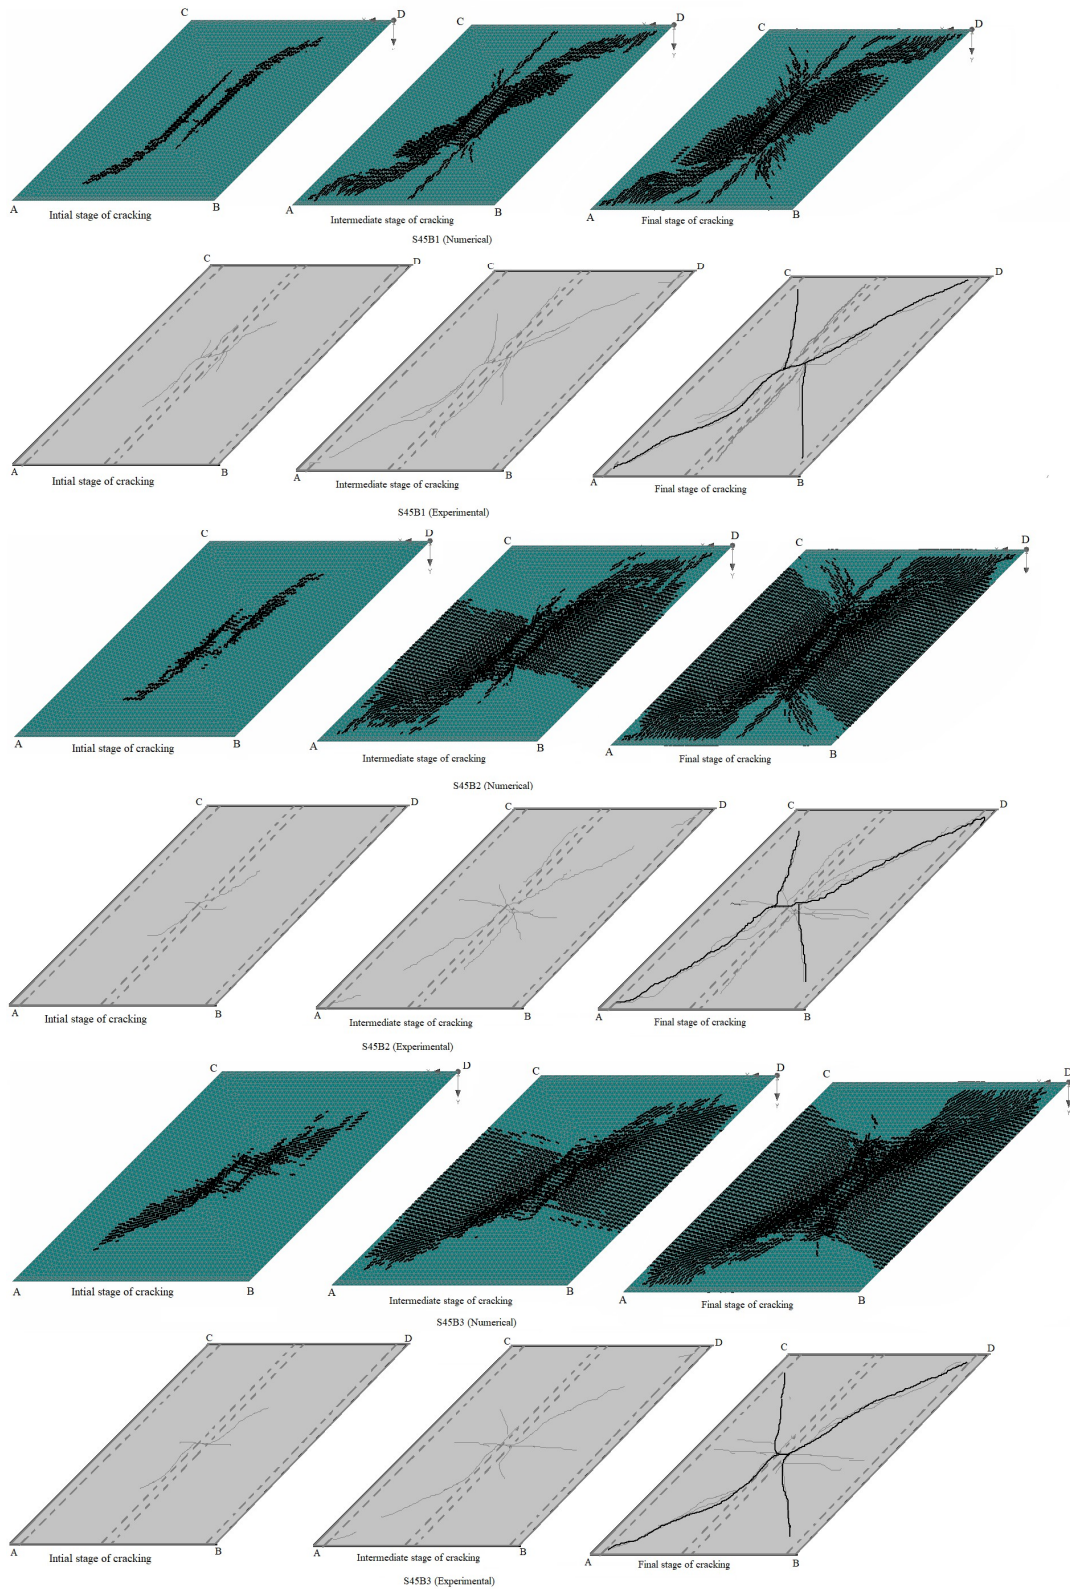 C D
X
Y
A B
Intial stage of cracking
C D
Y
A B
Intermediate stage of cracking
C D
Y
A B
Final stage of cracking
S45B1 (Numerical)
C D
A B
Intial stage of cracking
C D
A B
Intermediate stage of cracking
C D
A B
Final stage of cracking
S45B1 (Experimental)
C D
Y
A B
Intial stage of cracking
C D
Y
A B
Intermediate stage of cracking
C D
A B
Final stage of cracking
S45B2 (Numerical)
C D
A B
Intial stage of cracking
C D
A B
Intermediate stage of cracking
C D
A B
Final stage of cracking
S45B2 (Experimental)
C D
Y
A B
Intial stage of cracking
C D
Y
A B
Intermediate stage of cracking
C D
Y
A B
Final stage of cracking
S45B3 (Numerical)
C D
A B
Intial stage of cracking
C D
A B
Intermediate stage of cracking
C D
A B
Final stage of cracking
S45B3 (Experimental)